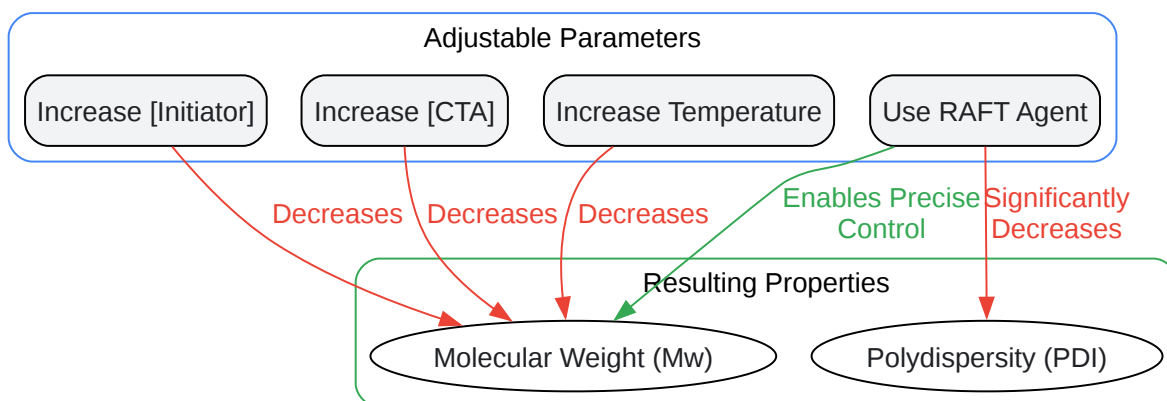 Adjustable Parameters
Increase [Initiator]
Increase [CTA]
Increase Temperature
Use RAFT Agent
Decreases
Decreases
Decreases
Enables Precise
Control
Significantly
Decreases
Resulting Properties
Molecular Weight (Mw)
Polydispersity (PDI)